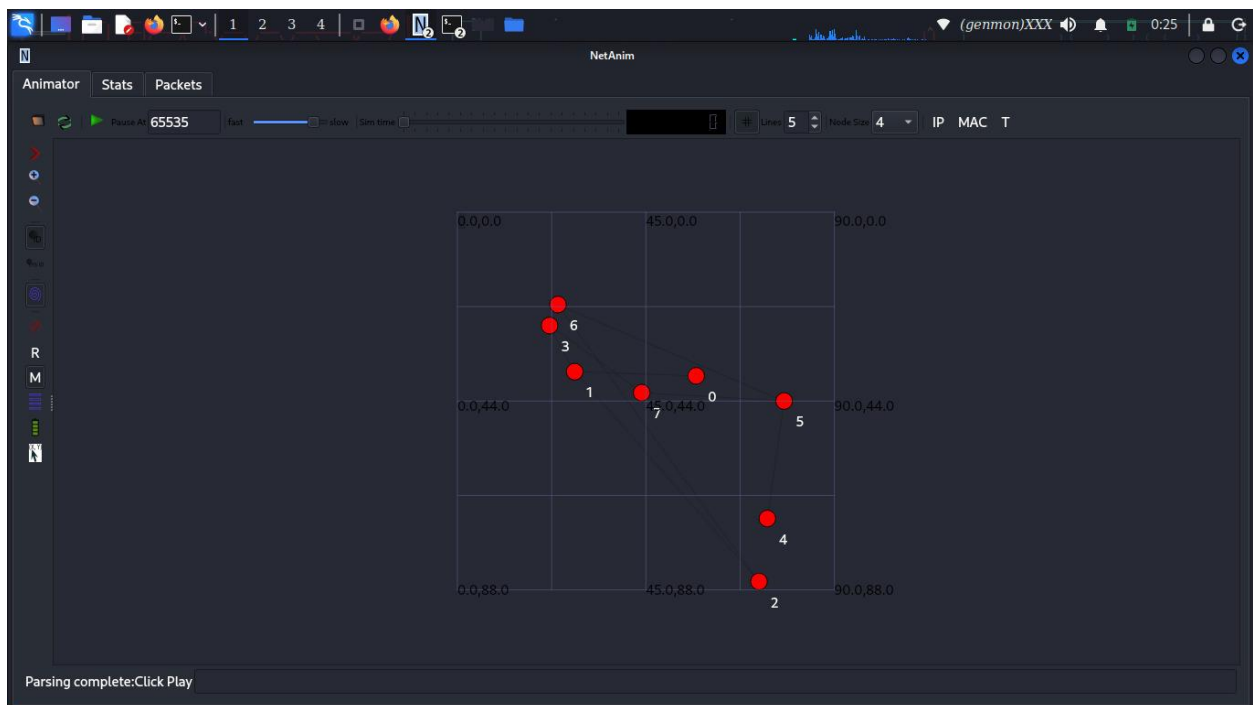 1 2 3 4 N 2 2 (genmon)XXX 0:25
N NetAnim
Animator Stats Packets
Pause At 65535 fast slow Sim time 0 # Lines 5 Node Size 4 IP MAC T
0.0,0.0 45.0,0.0 90.0,0.0
6
3
R
M
1 0
0.0,44.0 7 45.0,44.0 90.0,44.0
5
N
4
0.0,88.0 45.0,88.0 90.0,88.0
2
Parsing complete:Click Play